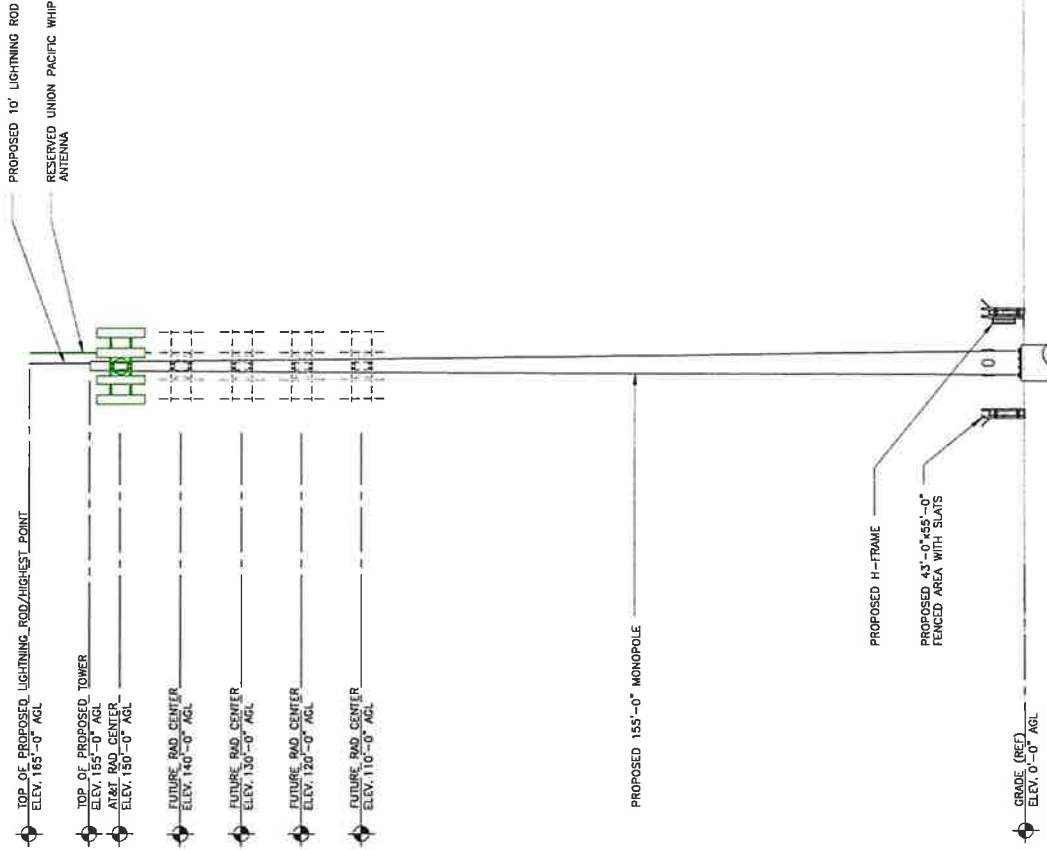 PROPOSED 10' LIGHTNING ROD
RESERVED UNION PACIFIC WHIP
ANTENNA
TOP OF PROPOSED LIGHTNING ROD/HIGHEST POINT
ELEV. 165'-0" AGL
TOP OF PROPOSED TOWER
ELEV. 155'-0" AGL
AT&T RAD CENTER
ELEV. 150'-0" AGL
FUTURE RAD CENTER
ELEV. 140'-0" AGL
FUTURE RAD CENTER
ELEV. 130'-0" AGL
FUTURE RAD CENTER
ELEV. 120'-0" AGL
FUTURE RAD CENTER
ELEV. 110'-0" AGL
PROPOSED 155'-0" MONOPOLE
PROPOSED H-FRAME
PROPOSED 43'-0"x55'-0"
FENCED AREA WITH SLATS
GRADE (REF)
ELEV. 0'-0" AGL